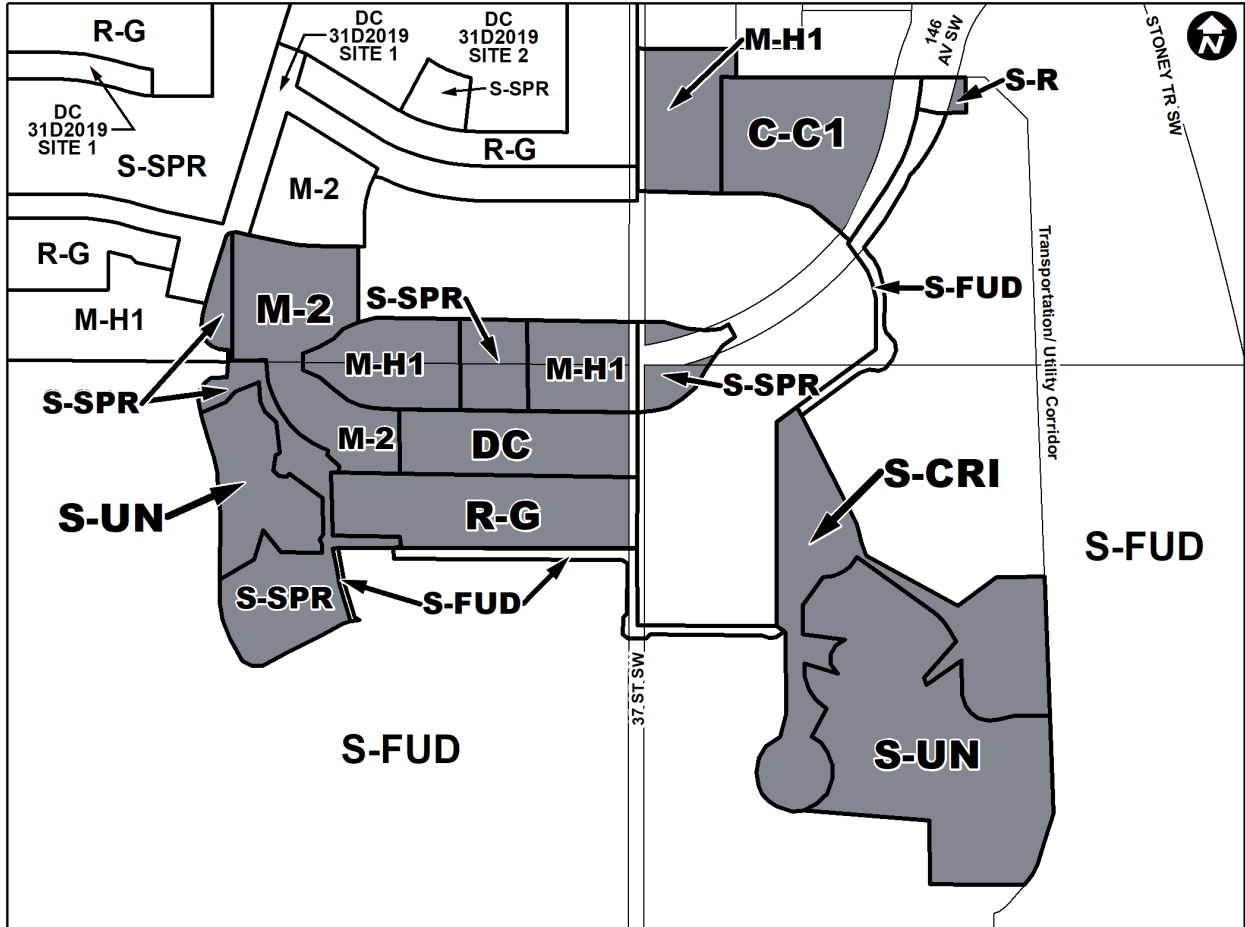 R-G
DC
31D2019
SITE 1
DC
31D2019
SITE 2
S-SPR
M-H1
146
AV SW
STONEY TR SW
N
S-R
DC
31D2019
SITE 1
S-SPR
R-G
C-C1
M-2
R-G
M-H1
M-2
S-SPR
S-FUD
Transportation/ Utility Corridor
M-H1
M-H1
S-SPR
S-SPR
M-2
DC
S-CRI
S-UN
R-G
S-FUD
S-SPR
S-FUD
37 ST SW
S-FUD
S-UN